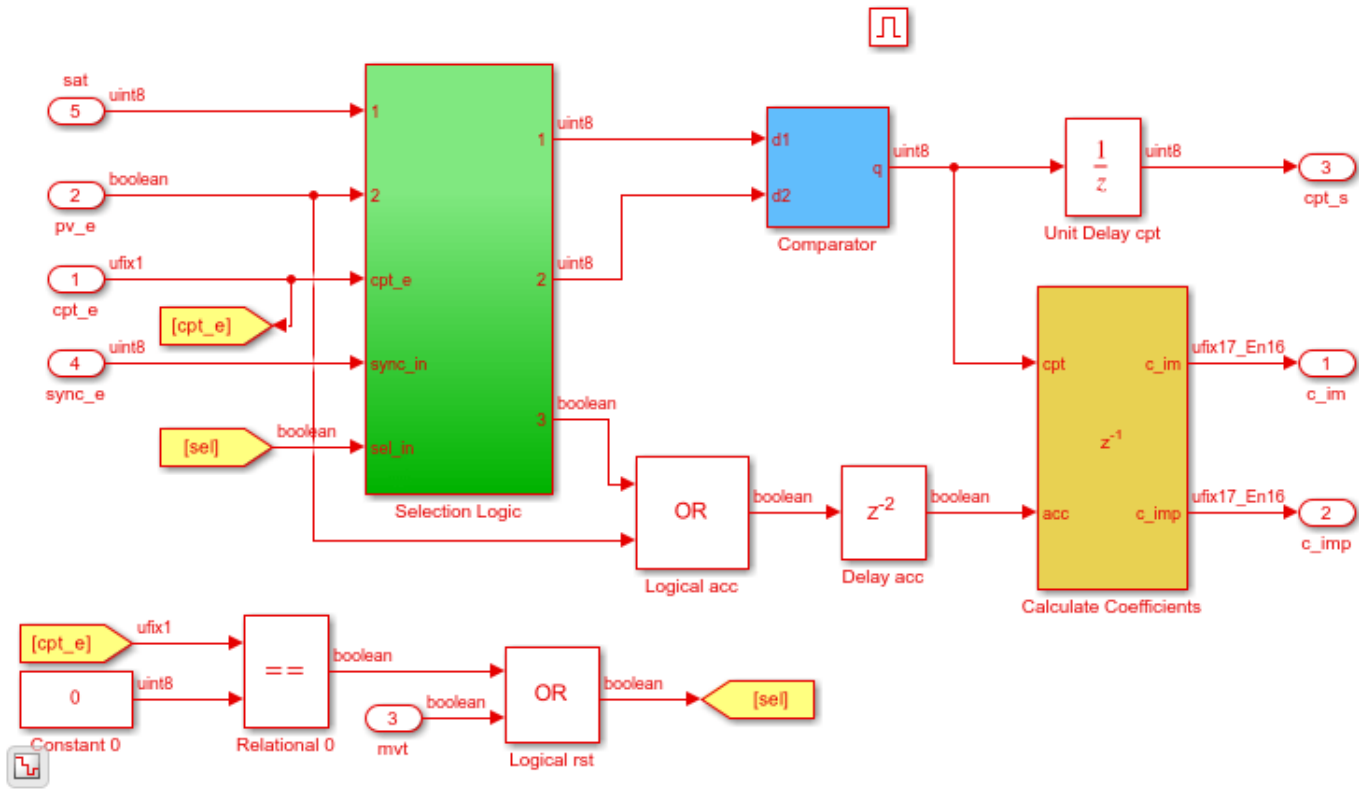 sat
5
uint8
1
1
uint8
d1
uint8
1
z
uint8
3
cpt_s
2
boolean
pv_e
2
d2
q
Comparator
Unit Delay cpt
1
ufix1
cpt_e
cpt_e
2
uint8
[cpt_e]
4
uint8
sync_e
sync_in
cpt
c_im
ufix17_En16
1
c_im
[sel]
boolean
sel_in
3
boolean
Selection Logic
OR
boolean
Logical acc
z-2
boolean
Delay acc
z-1
acc
c_imp
ufix17_En16
2
c_imp
Calculate Coefficients
[cpt_e]
ufix1
0
uint8
Constant 0
==
boolean
Relational 0
3
boolean
mvt
OR
boolean
Logical rst
[sel]